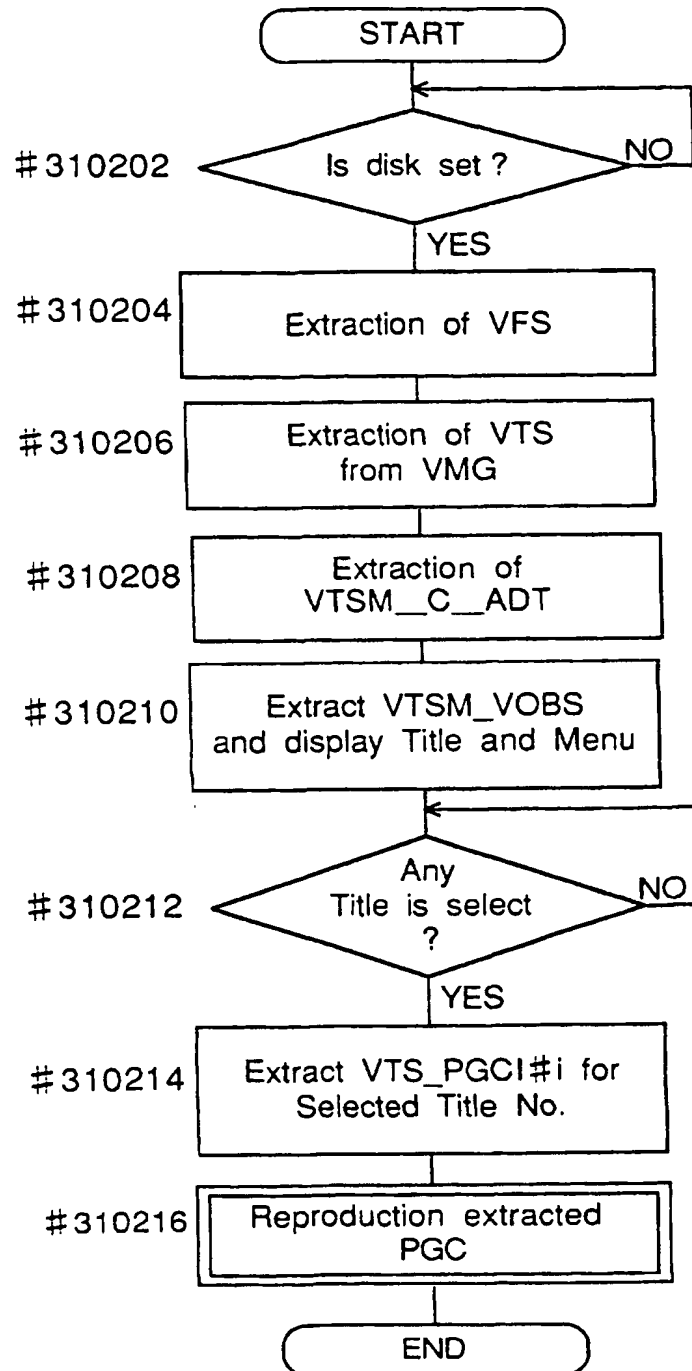 START
#310202
Is disk set ?
NO
YES
#310204
Extraction of VFS
#310206
Extraction of VTS
from VMG
#310208
Extraction of
VTSM__C__ADT
#310210
Extract VTSM_VOBS
and display Title and Menu
#310212
Any
Title is select
?
NO
YES
#310214
Extract VTS_PGCI#i for
Selected Title No.
#310216
Reproduction extracted
PGC
END